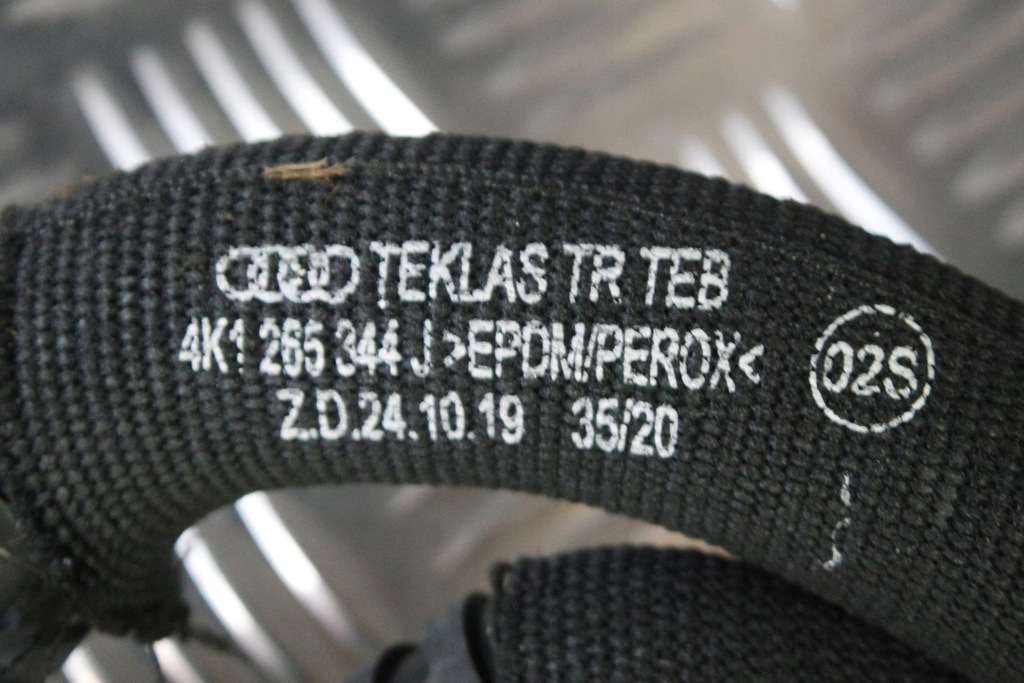 TEKLAS TR TEB
4K1 265 344 J >EPDM/PEROX<
Z.D.24.10.19 35/20
02S